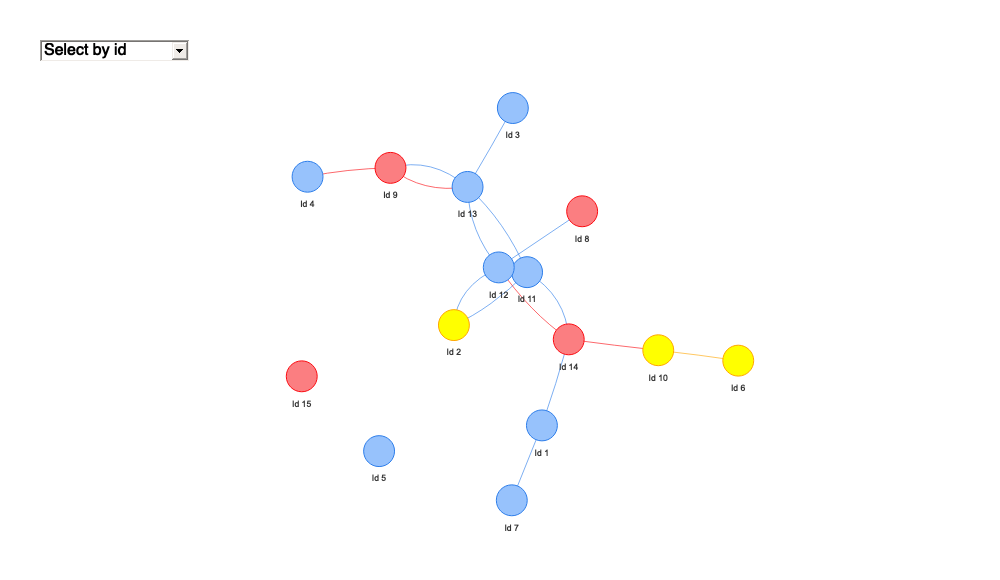 Select by id
Id 3
Id 4
Id 9
Id 13
Id 8
Id 12
Id 11
Id 2
Id 14
Id 10
Id 6
Id 15
Id 1
Id 5
Id 7